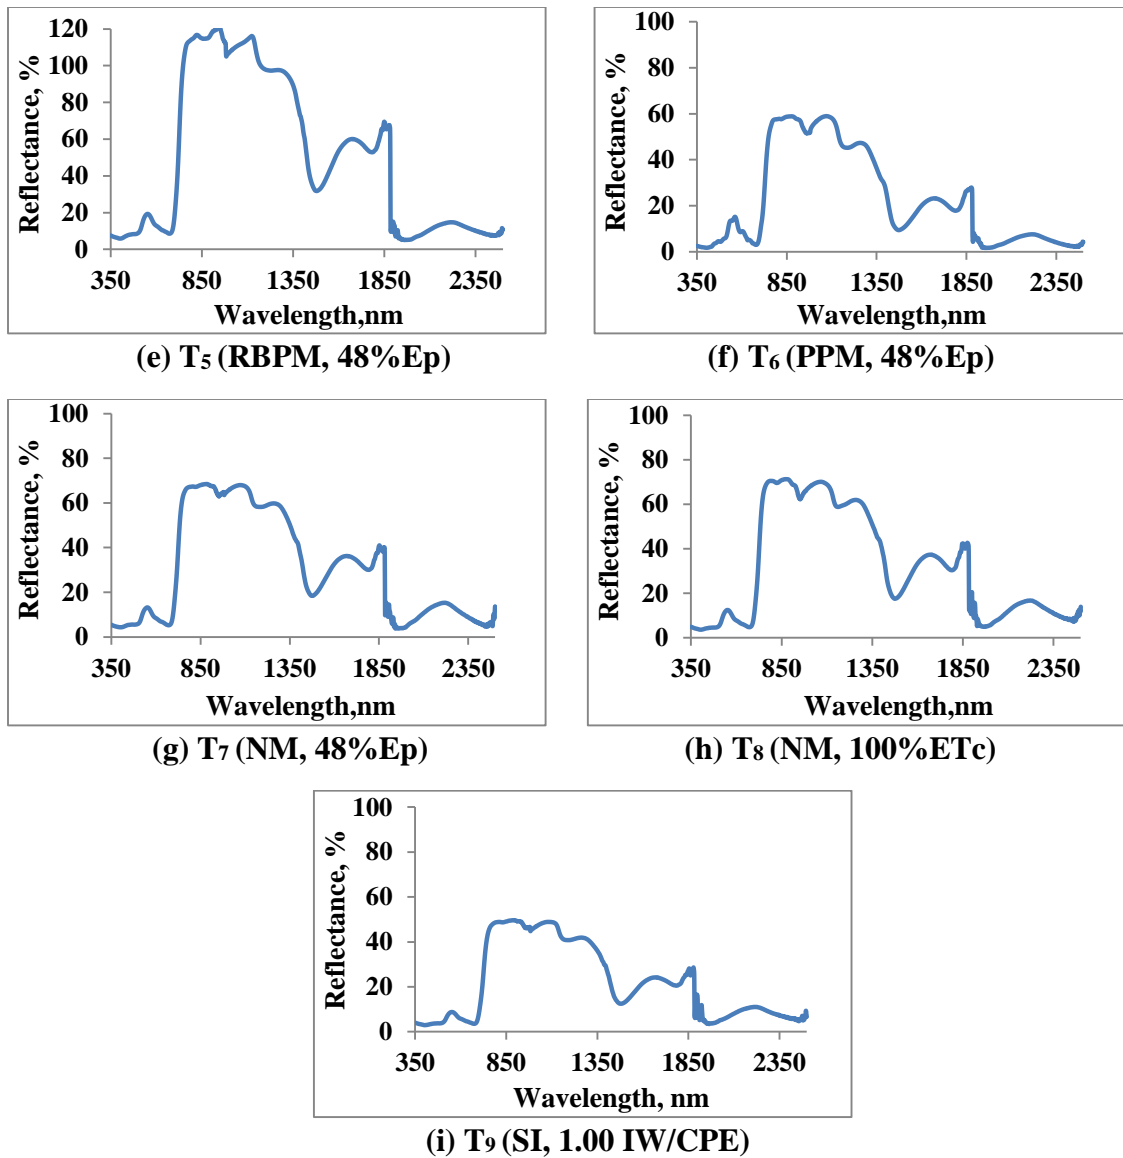 120
100
80
60
40
20
0
Reflectance, %
350 850 1350 1850 2350
Wavelength,nm
(e) T5 (RBPM, 48%Ep)
100
80
60
40
20
0
Reflectance, %
350 850 1350 1850 2350
Wavelength,nm
(f) T6 (PPM, 48%Ep)
100
80
60
40
20
0
Reflectance, %
350 850 1350 1850 2350
Wavelength,nm
(g) T7 (NM, 48%Ep)
100
80
60
40
20
0
Reflectance, %
350 850 1350 1850 2350
Wavelength,nm
(h) T8 (NM, 100%ETc)
100
80
60
40
20
0
Reflectance, %
350 850 1350 1850 2350
Wavelength, nm
(i) T9 (SI, 1.00 IW/CPE)